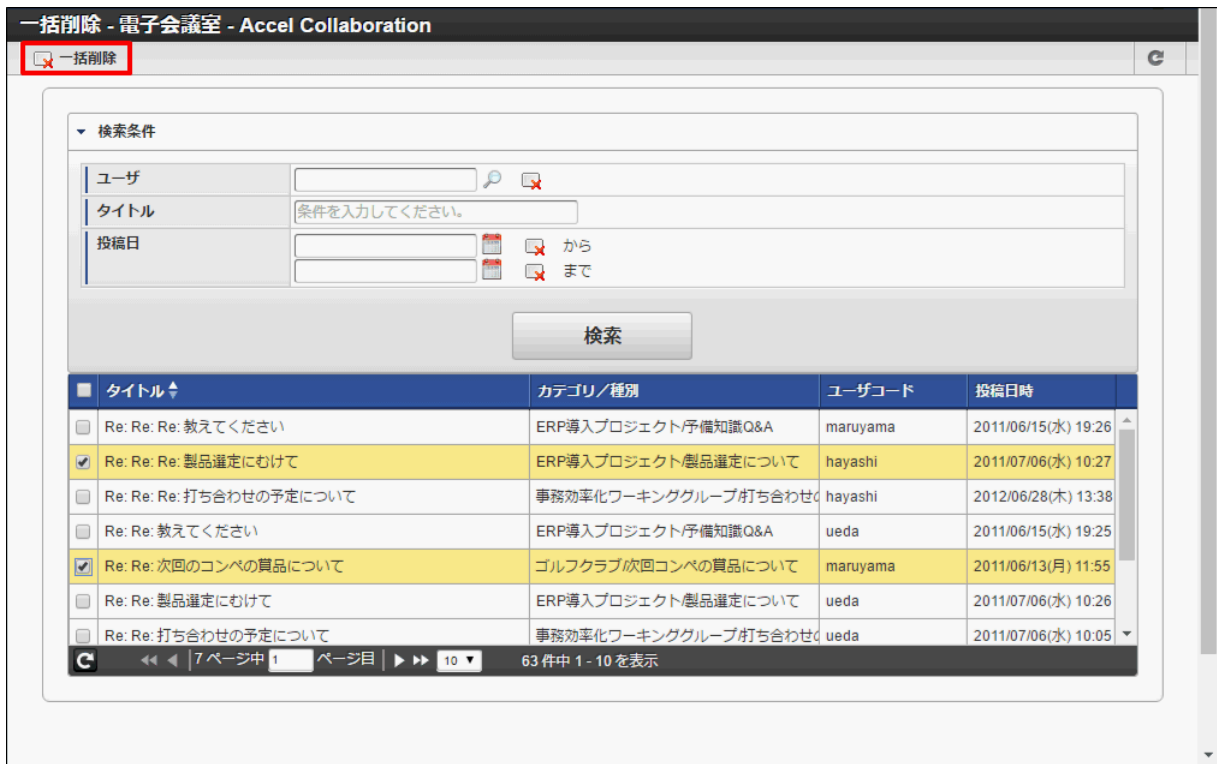 一括削除 - 電子会議室 - Accel Collaboration
一括削除
検索条件
ユーザ
タイトル 条件を入力してください。
投稿日 から
まで
検索
タイトル カテゴリ／種別 ユーザコード 投稿日時
Re: Re: Re: 教えてください ERP導入プロジェクト/予備知識Q&A maruyama 2011/06/15(水) 19:26
Re: Re: Re: 製品選定にむけて ERP導入プロジェクト/製品選定について hayashi 2011/07/06(水) 10:27
Re: Re: Re: 打ち合わせの予定について 事務効率化ワーキンググループ/打ち合わせ hayashi 2012/06/28(木) 13:38
Re: Re: 教えてください ERP導入プロジェクト/予備知識Q&A ueda 2011/06/15(水) 19:25
Re: Re: 次回のコンペの賞品について ゴルフクラブ/次回コンペの賞品について maruyama 2011/06/13(月) 11:55
Re: Re: 製品選定にむけて ERP導入プロジェクト/製品選定について ueda 2011/07/06(水) 10:26
Re: Re: 打ち合わせの予定について 事務効率化ワーキンググループ/打ち合わせ ueda 2011/07/06(水) 10:05
7 ページ中 1 ページ目 10 63 件中 1 - 10 を表示